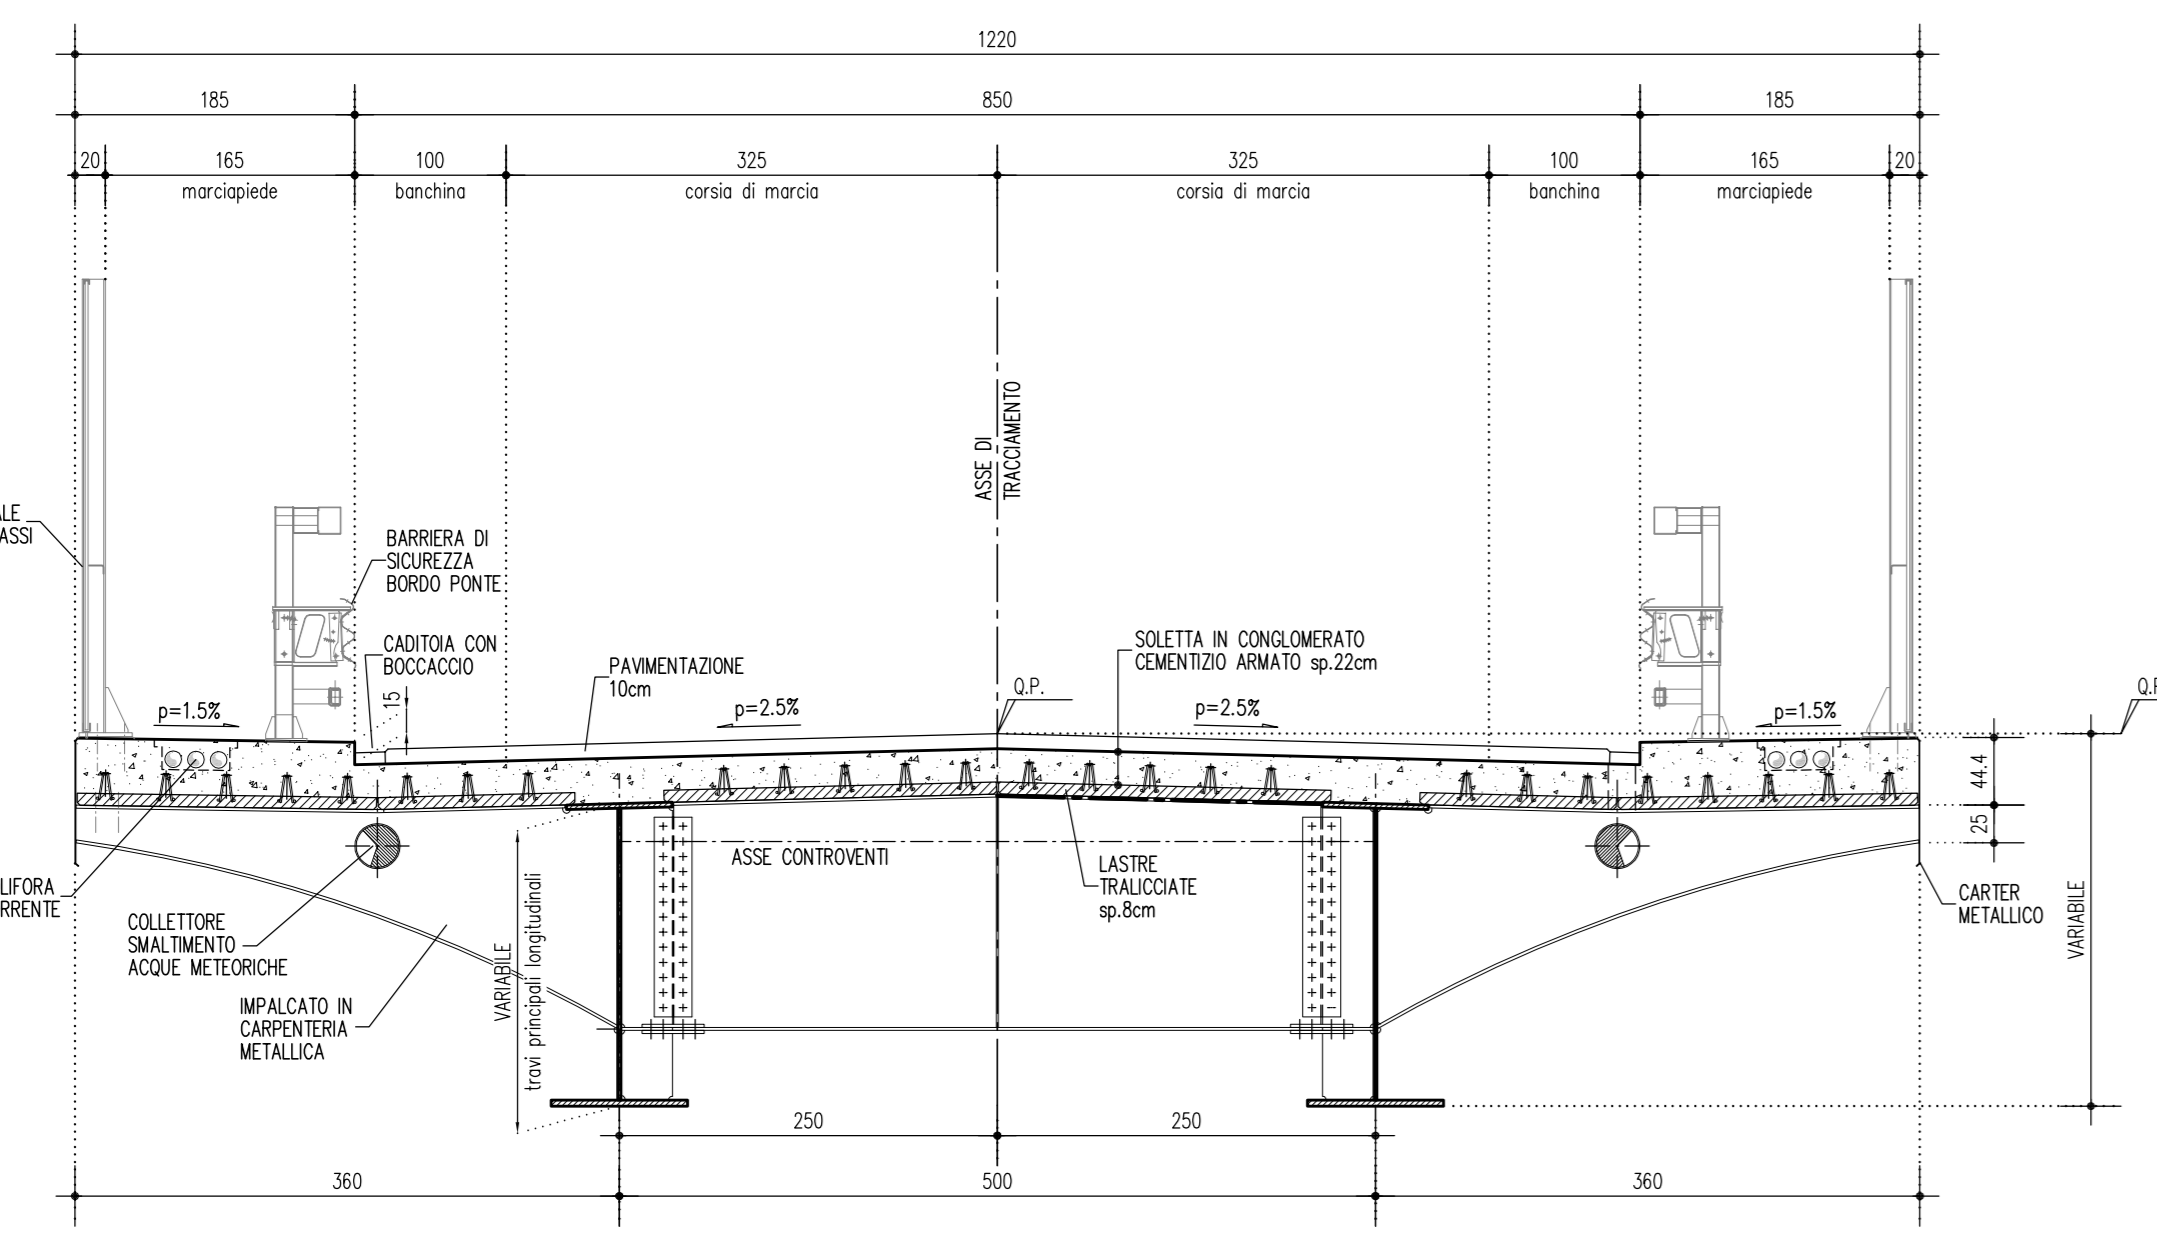 1220
185
850
185
20
165
100
325
325
100
165
20
marciapiede
banchina
corsia di marcia
corsia di marcia
banchina
marciapiede
ASSE DI
TRACCIAMENTO
ALE
ASSI
BARRIERA DI
SICUREZZA
BORDO PONTE
CADITOIA CON
BOCCACCIO
15
PAVIMENTAZIONE
10cm
SOLETTA IN CONGLOMERATO
CEMENTIZIO ARMATO sp.22cm
Q.P.
Q.P
p=1.5%
p=2.5%
p=2.5%
p=1.5%
44.4
25
ASSE CONTROVENTI
LASTRE
TRALICCIATE
sp.8cm
LIFORA
RRENTE
COLLETTORE
SMALTIMENTO
ACQUE METEORICHE
IMPALCATO IN
CARPENTERIA
METALLICA
VARIABILE
travi principali longitudinali
CARTER
METALLICO
VARIABILE
250
250
360
500
360